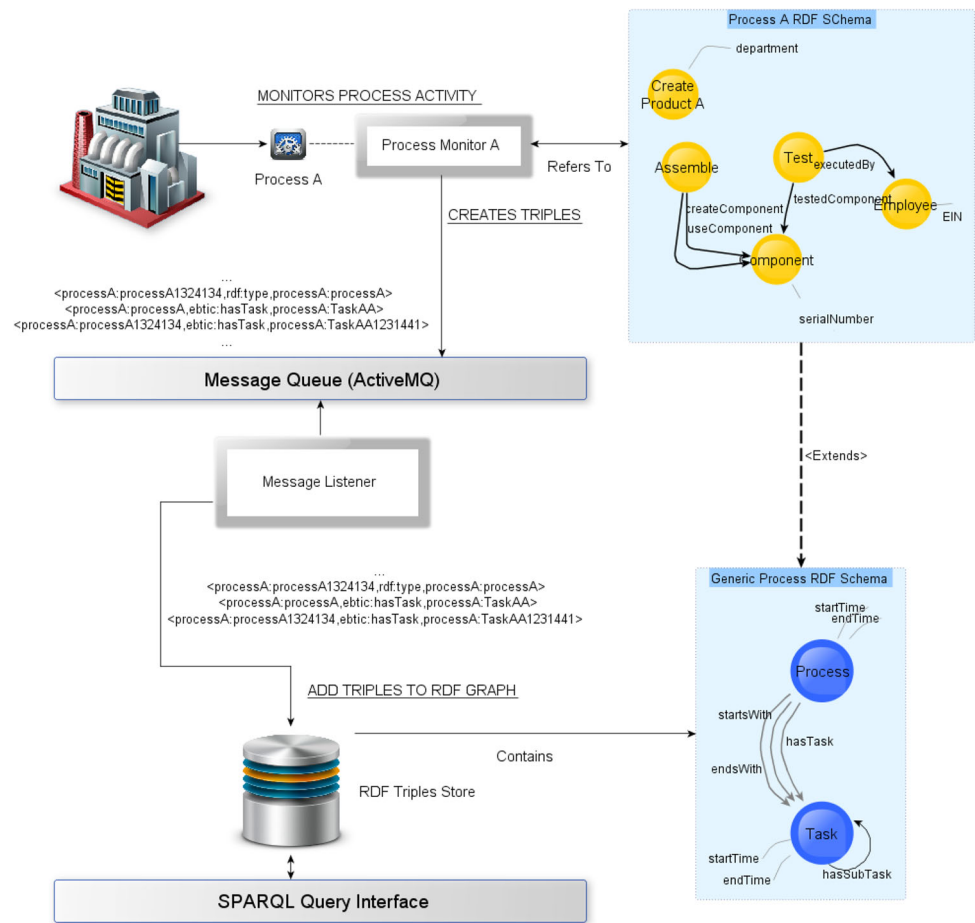 Process A RDF SChema
department
Create
Product A
MONITORS PROCESS ACTIVITY
Process Monitor A
Process A
Refers To
Assemble
Test
executedBy
createComponent
testedComponent
Employee
EIN
useComponent
Component
serialNumber
CREATES TRIPLES
...
<processA:processA1324134,rdf:type,processA:processA>
<processA:processA,ebtic:hasTask,processA:TaskAA>
<processA:processA1324134,ebtic:hasTask,processA:TaskAA1231441>
...
Message Queue (ActiveMQ)
Message Listener
<Extends>
...
<processA:processA1324134,rdf:type,processA:processA>
<processA:processA,ebtic:hasTask,processA:TaskAA>
<processA:processA1324134,ebtic:hasTask,processA:TaskAA1231441>
Generic Process RDF Schema
startTime
endTime
Process
startsWith
hasTask
endsWith
Task
startTime
endTime
hasSubTask
ADD TRIPLES TO RDF GRAPH
Contains
RDF Triples Store
SPARQL Query Interface